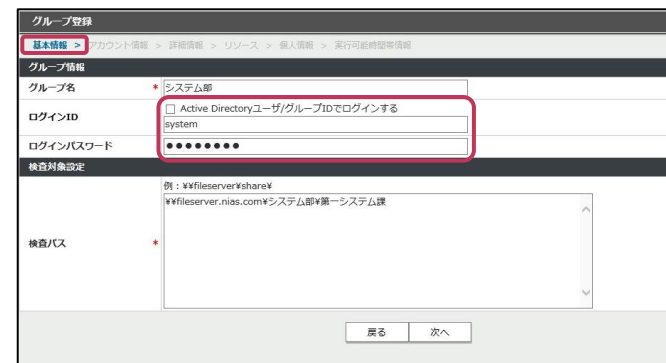 グループ登録
基本情報 > アカウント情報 > 詳細情報 > リソース > 個人情報 > 実行可能時間帯情報
グループ情報
グループ名 * システム部
ログインID □ Active Directoryユーザ/グループIDでログインする
system
ログインパスワード ●●●●●●●●
検査対象設定
例:¥¥fileserver¥share¥
¥¥fileserver.nias.com¥システム部¥第一システム課
検査パス *
戻る 次へ